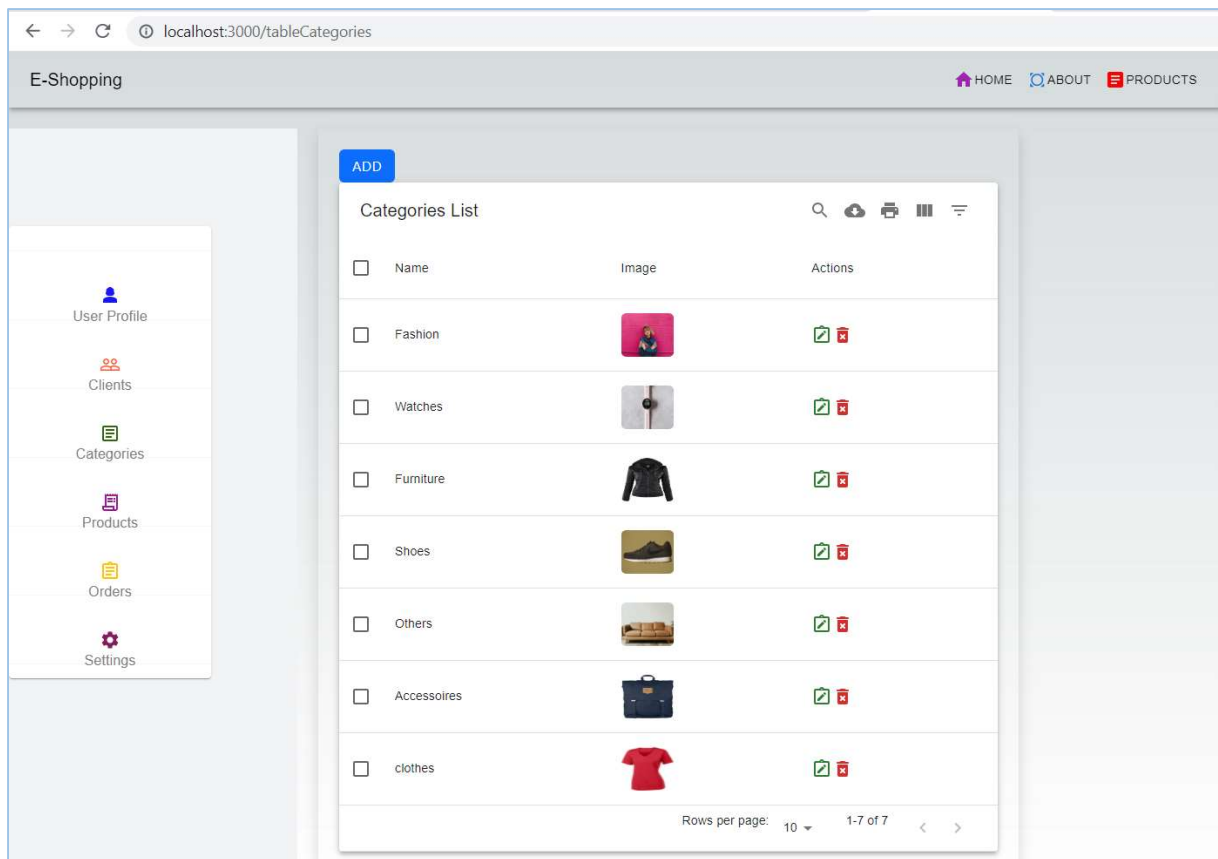 localhost:3000/tableCategories
E-Shopping
HOME ABOUT PRODUCTS
ADD
Categories List
Name Image Actions
User Profile
Fashion
Clients
Watches
Categories
Furniture
Products
Shoes
Orders
Others
Settings
Accessoires
clothes
Rows per page: 10 1-7 of 7